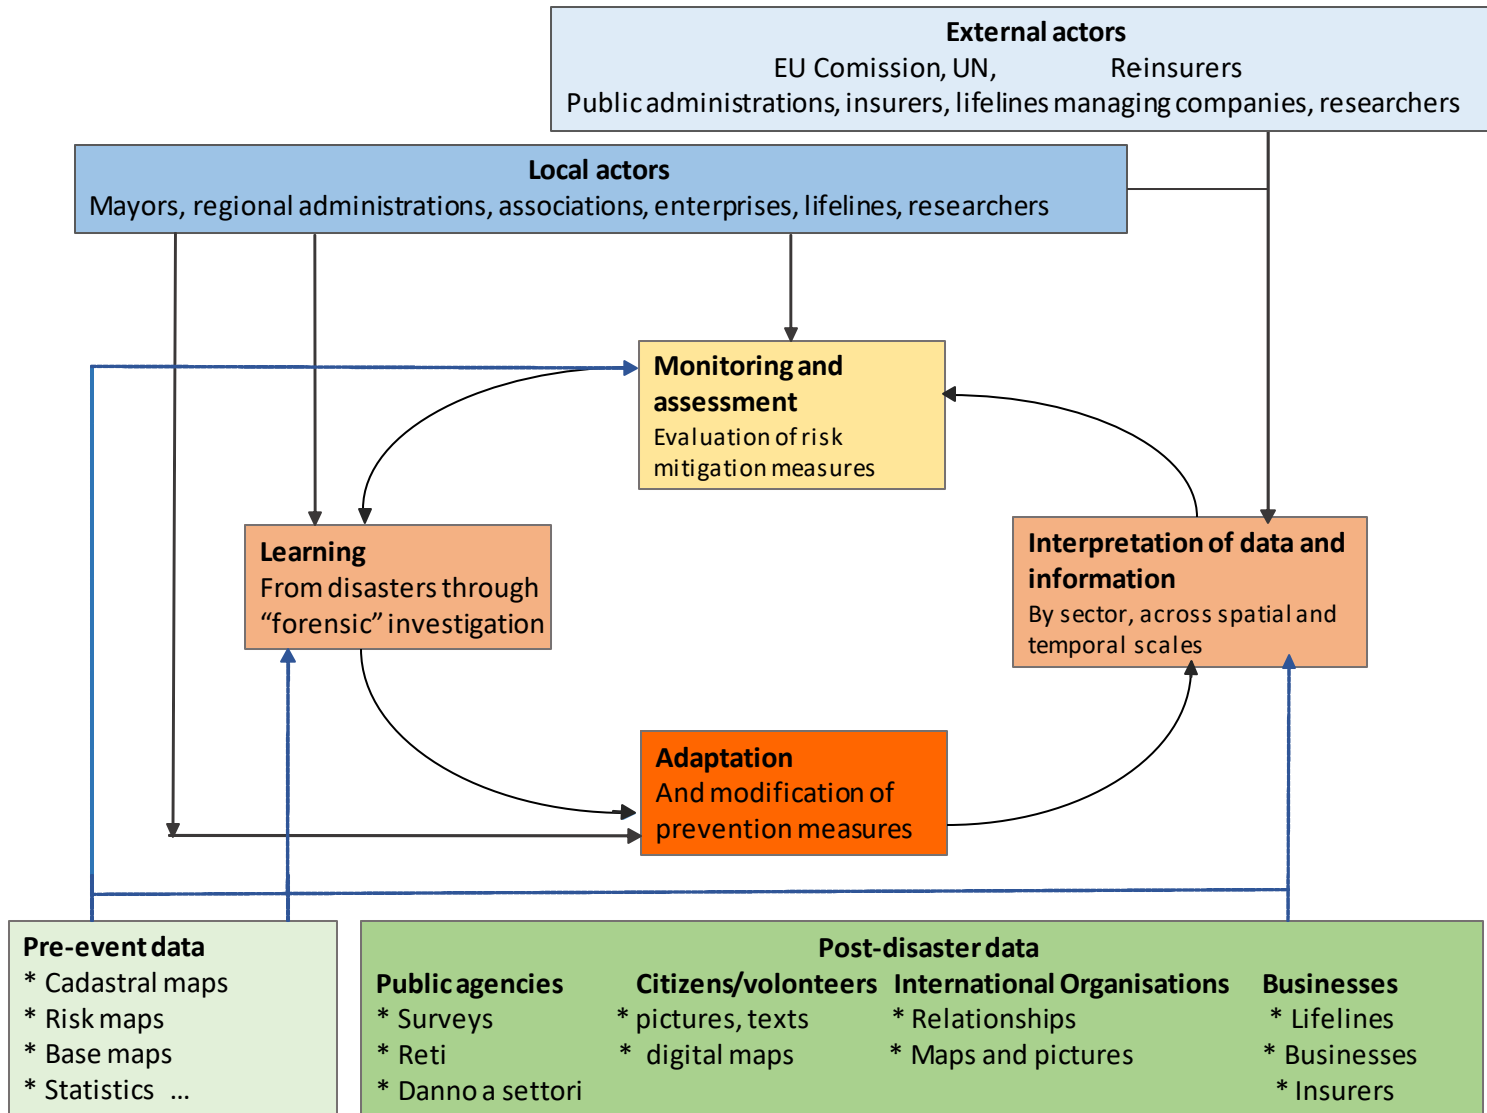 External actors
EU Comission, UN, Reinsurers
Public administrations, insurers, lifelines managing companies, researchers
Local actors
Mayors, regional administrations, associations, enterprises, lifelines, researchers
Monitoring and
assessment
Evaluation of risk
mitigation measures
Learning
From disasters through
“forensic” investigation
Interpretation of data and
information
By sector, across spatial and
temporal scales
Adaptation
And modification of
prevention measures
Pre-event data
* Cadastral maps
* Risk maps
* Base maps
* Statistics ...
Post-disaster data
Public agencies
* Surveys
* Reti
* Danno a settori
Citizens/volonteers
* pictures, texts
* digital maps
International Organisations
* Relationships
* Maps and pictures
Businesses
* Lifelines
* Businesses
* Insurers